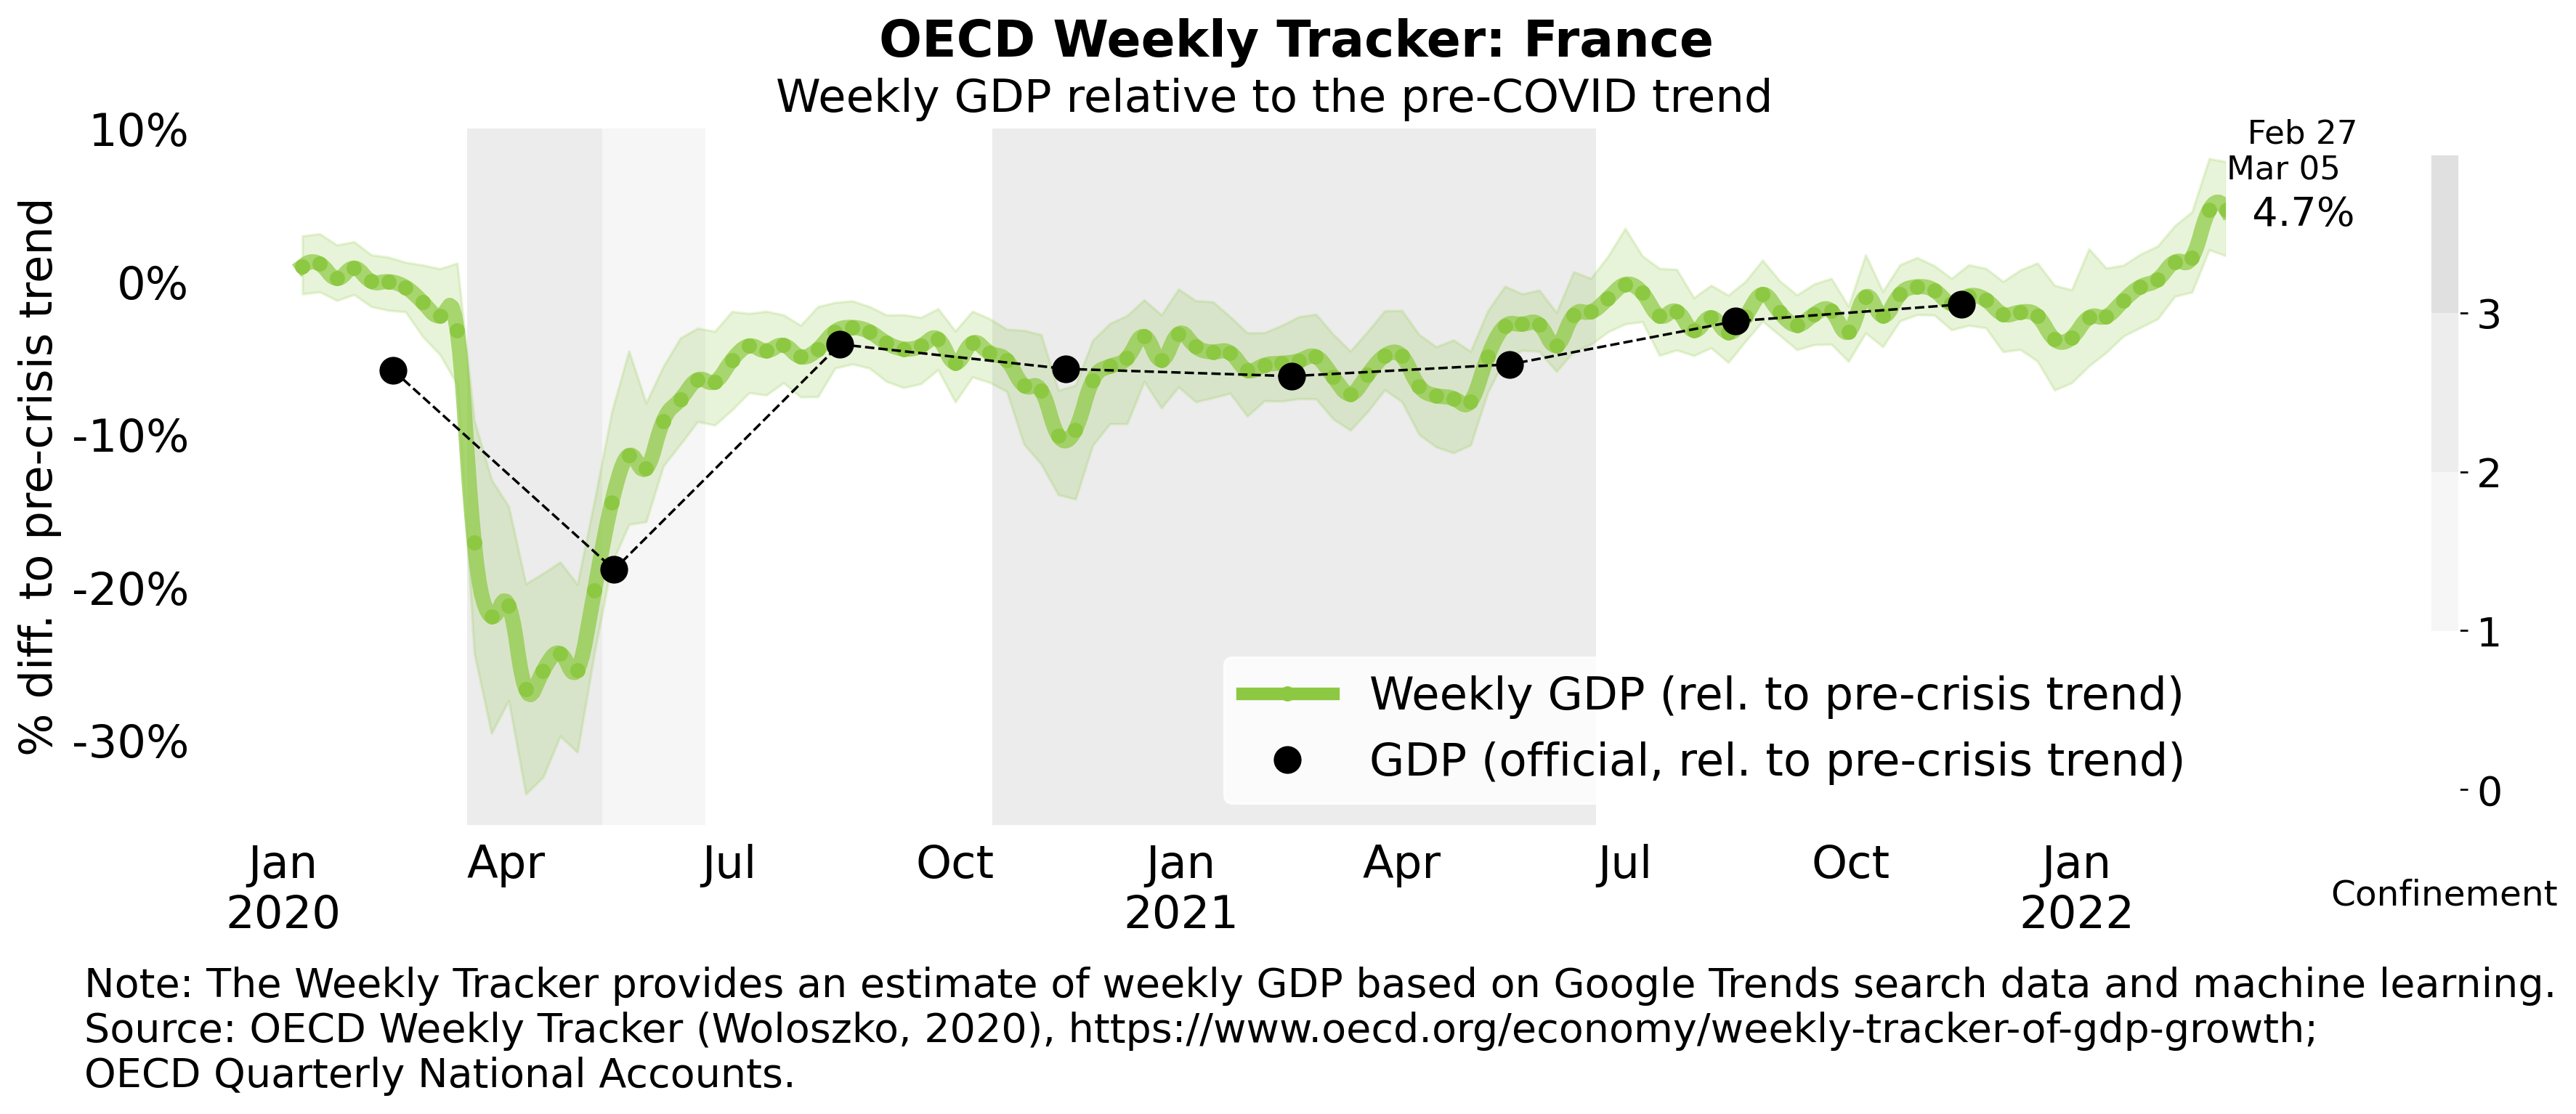 OECD Weekly Tracker: France
Weekly GDP relative to the pre-COVID trend
% diff. to pre-crisis trend
10%
0%
-10%
-20%
-30%
Feb 27
Mar 05
4.7%
3
2
1
0
Confinement
Weekly GDP (rel. to pre-crisis trend)
GDP (official, rel. to pre-crisis trend)
Jan Apr Jul Oct Jan Apr Jul Oct Jan
2020 2021 2022
Note: The Weekly Tracker provides an estimate of weekly GDP based on Google Trends search data and machine learning.
Source: OECD Weekly Tracker (Woloszko, 2020), https://www.oecd.org/economy/weekly-tracker-of-gdp-growth;
OECD Quarterly National Accounts.